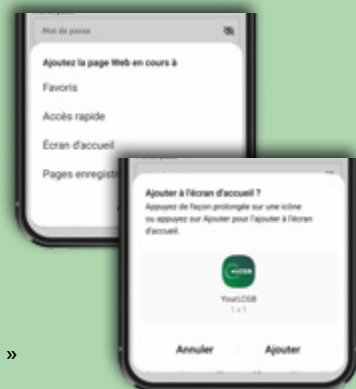 Mot de passe
Ajoutez la page Web en cours à
Favoris
Accès rapide
Écran d'accueil
Pages enregistr
Ajouter à l'écran d'accueil ?
Appuyez de façon prolongée sur une icône
ou appuyez sur Ajouter pour l'ajouter à l'écran
d'accueil.
LCGB
YourLCGB
1 x 1
Annuler Ajouter
»